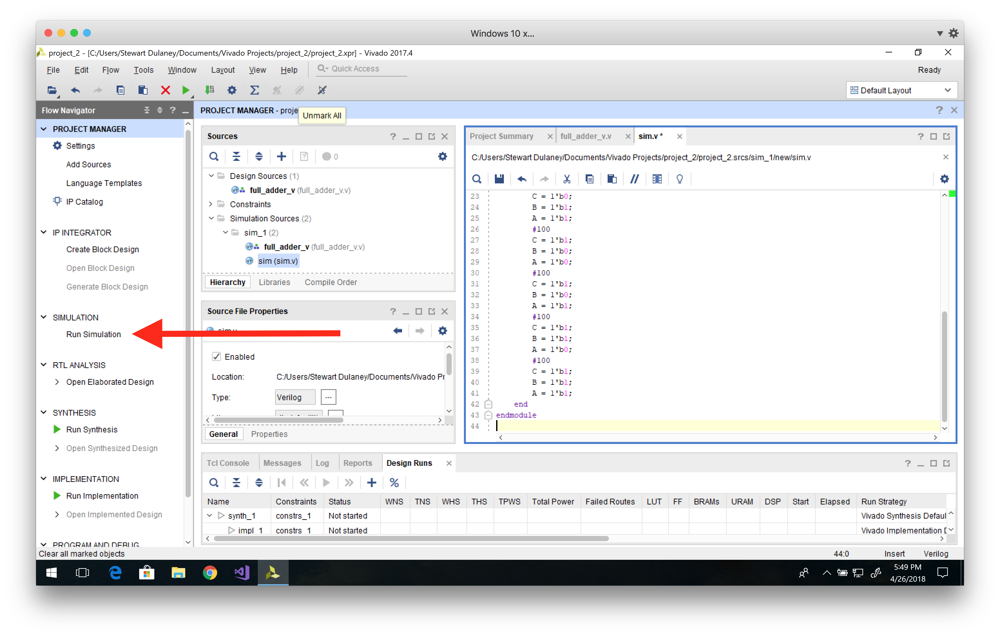 Windows 10 x...
project_2 - [C:/Users/Stewart Dulaney/Documents/Vivado Projects/project_2/project_2.xpr] - Vivado 2017.4
File Edit Flow Tools Window Layout View Help Quick Access Ready
Default Layout
Flow Navigator
PROJECT MANAGER
Settings
Add Sources
Language Templates
IP Catalog
IP INTEGRATOR
Create Block Design
Open Block Design
Generate Block Design
SIMULATION
Run Simulation
RTL ANALYSIS
Open Elaborated Design
SYNTHESIS
Run Synthesis
Open Synthesized Design
IMPLEMENTATION
Run Implementation
Open Implemented Design
PROGRAM AND DEBUG
PROJECT MANAGER - proje
Unmark All
Sources
0
Design Sources (1)
full_adder_v (full_adder_v.v)
Constraints
Simulation Sources (2)
sim_1 (2)
full_adder_v (full_adder_v.v)
sim (sim.v)
Hierarchy Libraries Compile Order
Source File Properties
sim.v
Enabled
Location: C:/Users/Stewart Dulaney/Documents/Vivado Pr
Type: Verilog ...
General Properties
Project Summary full_adder_v.v sim.v *
C:/Users/Stewart Dulaney/Documents/Vivado Projects/project_2/project_2.srcs/sim_1/new/sim.v
23 C = 1'b0;
24 B = 1'b1;
25 A = 1'b1;
26 #100
27 C = 1'b1;
28 B = 1'b0;
29 A = 1'b0;
30 #100
31 C = 1'b1;
32 B = 1'b0;
33 A = 1'b1;
34 #100
35 C = 1'b1;
36 B = 1'b1;
37 A = 1'b0;
38 #100
39 C = 1'b1;
40 B = 1'b1;
41 A = 1'b1;
42 end
43 endmodule
44
Tcl Console Messages Log Reports Design Runs
Name Constraints Status WNS TNS WHS THS TPWS Total Power Failed Routes LUT FF BRAMs URAM DSP Start Elapsed Run Strategy
synth_1 constrs_1 Not started Vivado Synthesis Defaul
impl_1 constrs_1 Not started Vivado Implementation D
Clear all marked objects 44:0 Insert Verilog
5:49 PM
4/26/2018